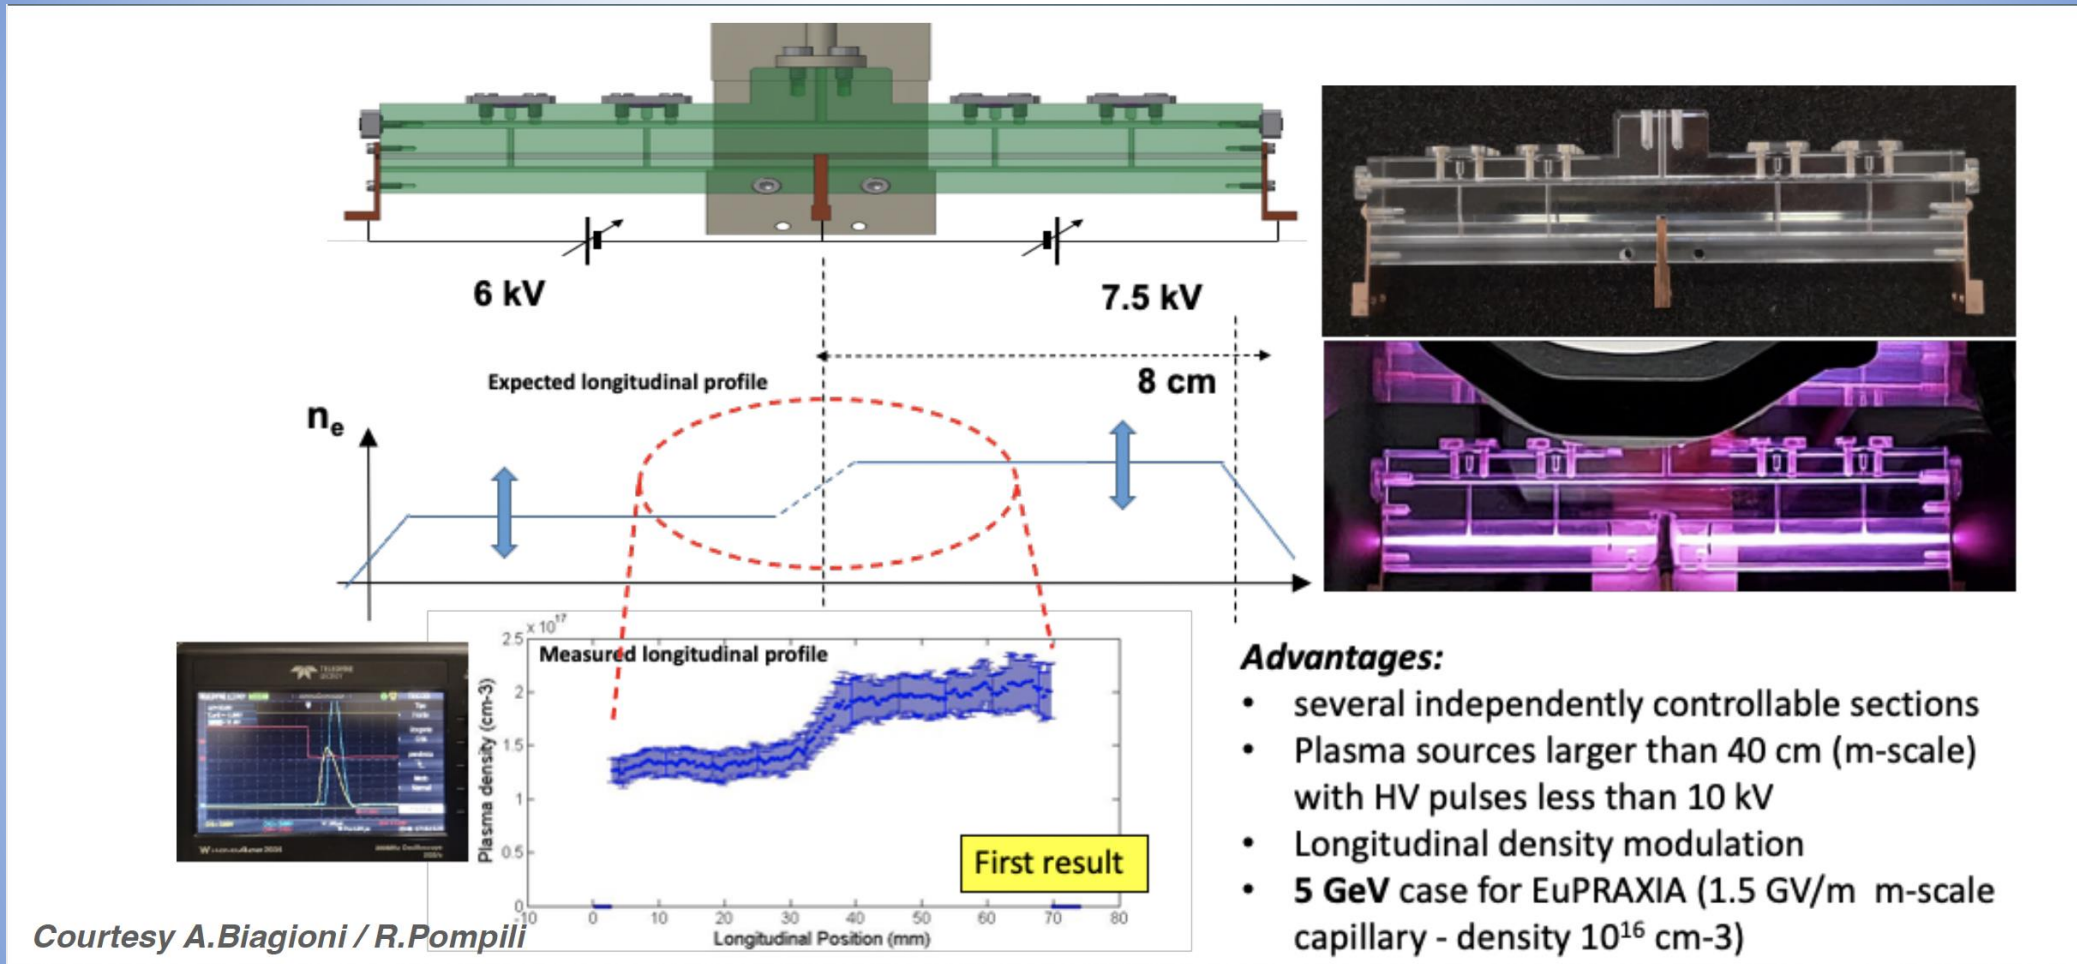 6 kV
7.5 kV
8 cm
Expected longitudinal profile
nₑ
x 10¹⁷
2.5
2
1.5
1
0.5
0
Measured longitudinal profile
Plasma density (cm-3)
First result
-10 0 10 20 30 40 50 60 70 80
Longitudinal Position (mm)
TELEDYNE
Advantages:
• several independently controllable sections
• Plasma sources larger than 40 cm (m-scale)
with HV pulses less than 10 kV
• Longitudinal density modulation
• 5 GeV case for EuPRAXIA (1.5 GV/m m-scale
capillary - density 10¹⁶ cm-3)
Courtesy A.Biagioni / R.Pompili